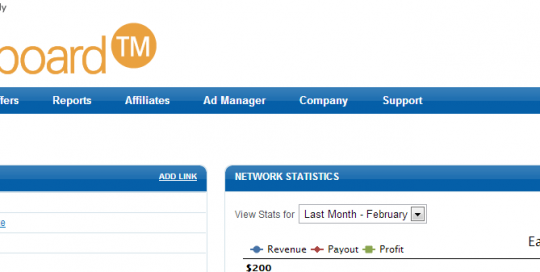 ly
board TM
ffers Reports Affiliates Ad Manager Company Support
ADD LINK
NETWORK STATISTICS
View Stats for Last Month - February
e
Revenue Payout Profit
Ea
$200